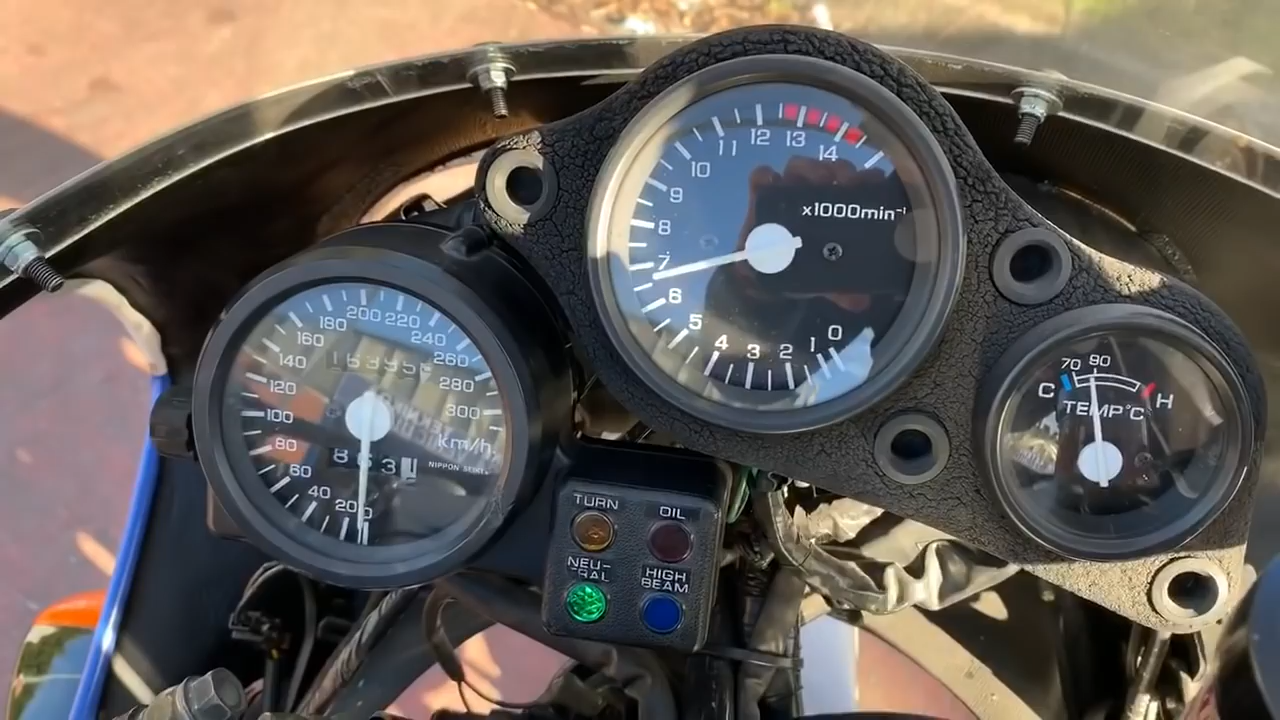 0
1
2
3
4
5
6
7
8
9
10
11
12
13
14
x1000min⁻¹
20
40
60
80
100
120
140
160
180
200
220
240
260
280
300
km/h
NIPPON SEIKI
70
90
C
H
TEMP°C
TURN
OIL
NEU-
TRAL
HIGH
BEAM